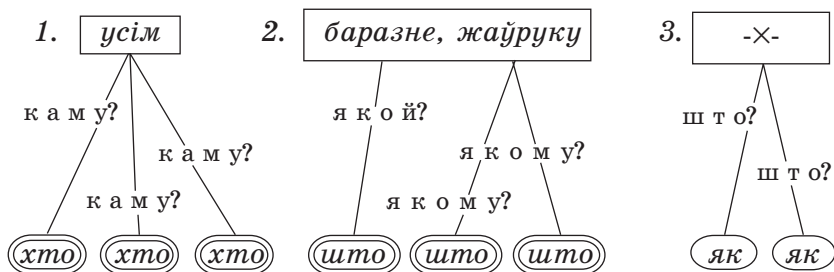 1. усім 2. баразне, жаўруку 3. -×-
каму? якой? што?
каму? якому?
каму? якому? што?
хто хто хто што што што як як